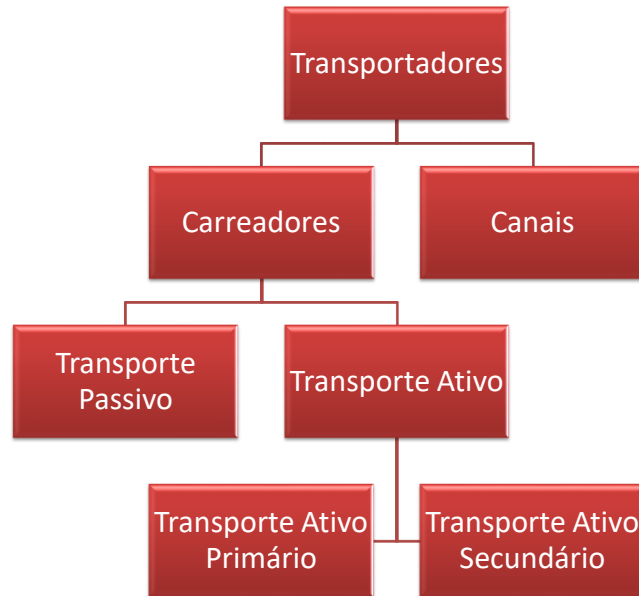 Transportadores
Carreadores
Canais
Transporte
Passivo
Transporte Ativo
Transporte Ativo
Primário
Transporte Ativo
Secundário